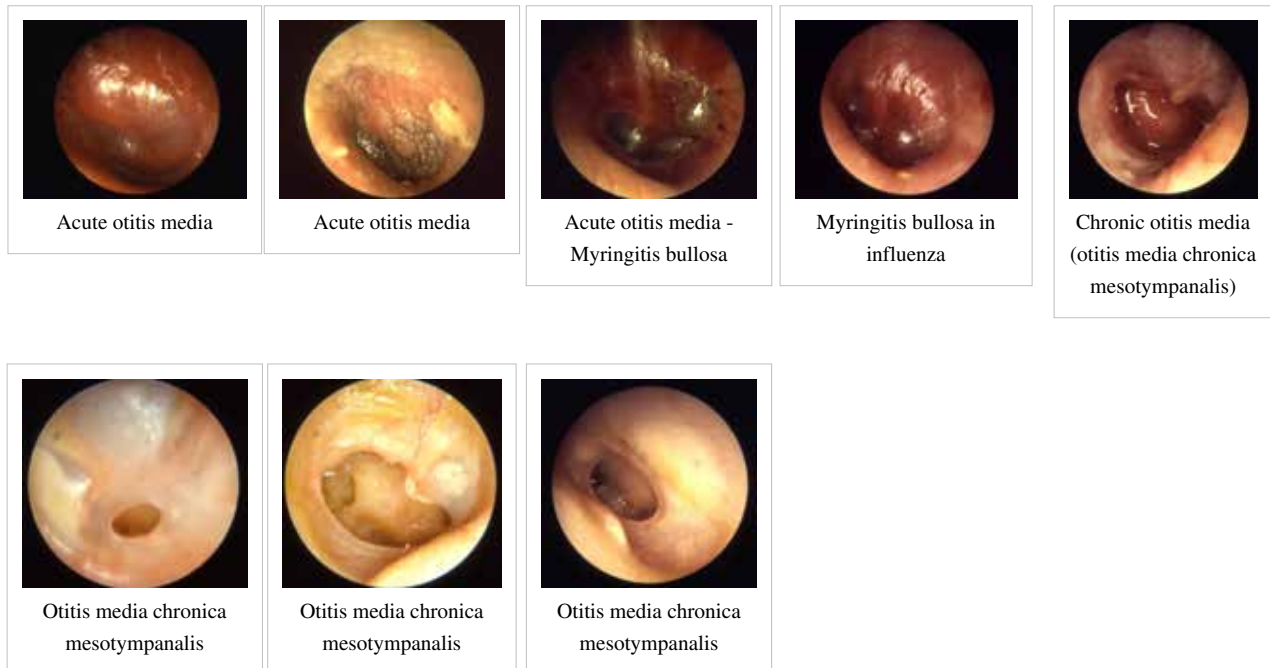 Acute otitis media
Acute otitis media
Acute otitis media -
Myringitis bullosa
Myringitis bullosa in
influenza
Chronic otitis media
(otitis media chronica
mesotympanalis)
Otitis media chronica
mesotympanalis
Otitis media chronica
mesotympanalis
Otitis media chronica
mesotympanalis